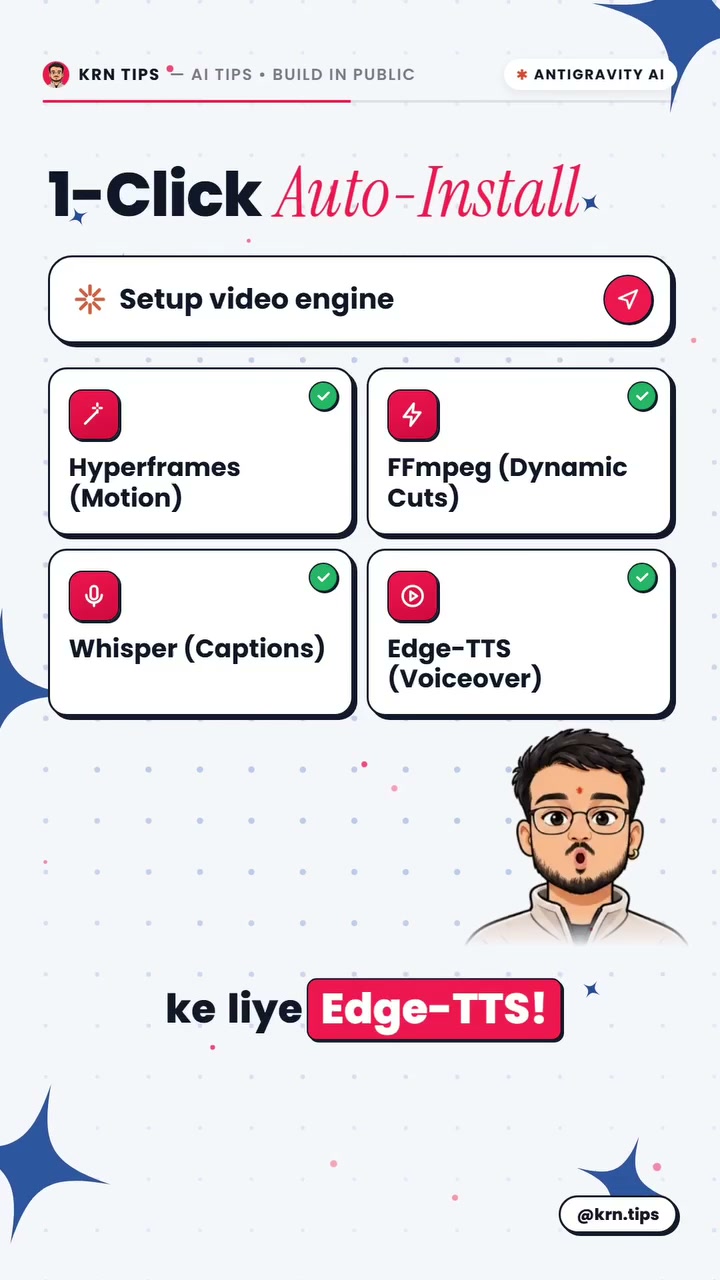 KRN TIPS — AI TIPS • BUILD IN PUBLIC
ANTIGRAVITY AI
1-Click Auto-Install
Setup video engine
Hyperframes
(Motion)
FFmpeg (Dynamic
Cuts)
Whisper (Captions)
Edge-TTS
(Voiceover)
ke liye Edge-TTS!
@krn.tips